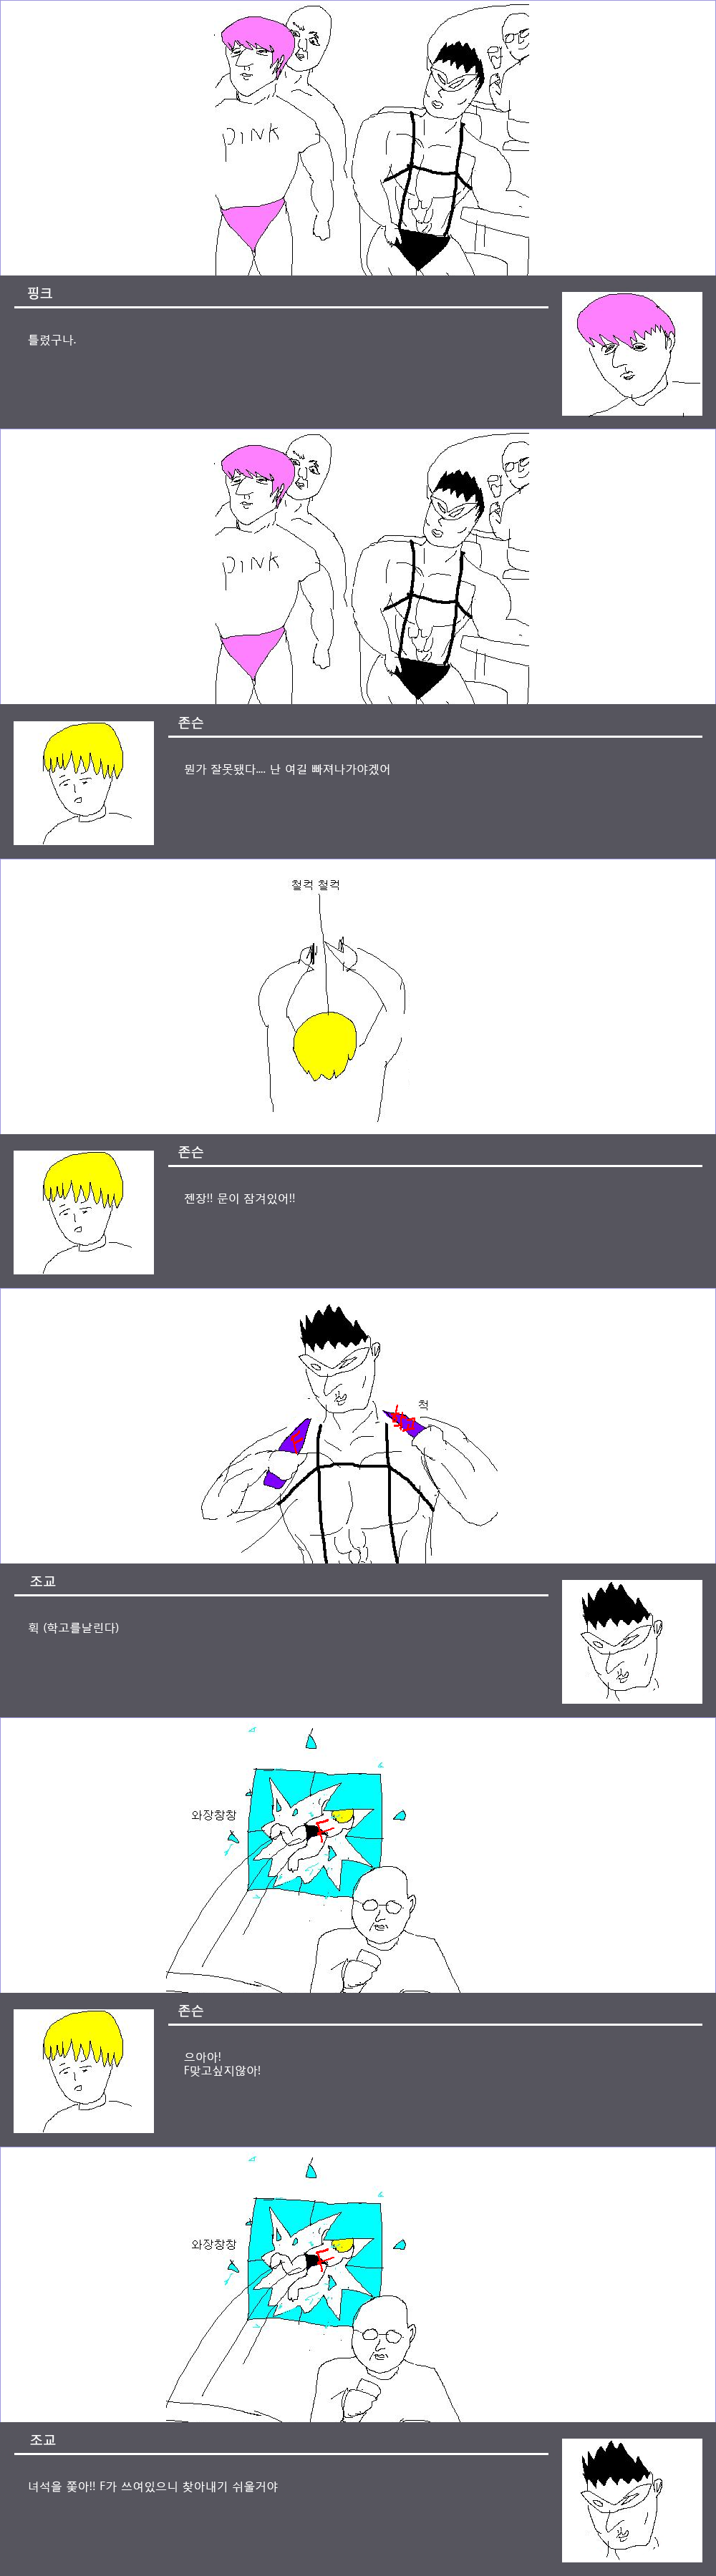 PINK
핑크
틀렸구나.
PINK
존슨
뭔가 잘못됐다.... 난 여길 빠져나가야겠어
철컥 철컥
존슨
젠장!! 문이 잠겨있어!!
척
F
조교
휙 (학고를날린다)
와장창창
F
존슨
으아아!
F맞고싶지않아!
와장창창
F
조교
녀석을 쫓아!! F가 쓰여있으니 찾아내기 쉬울거야